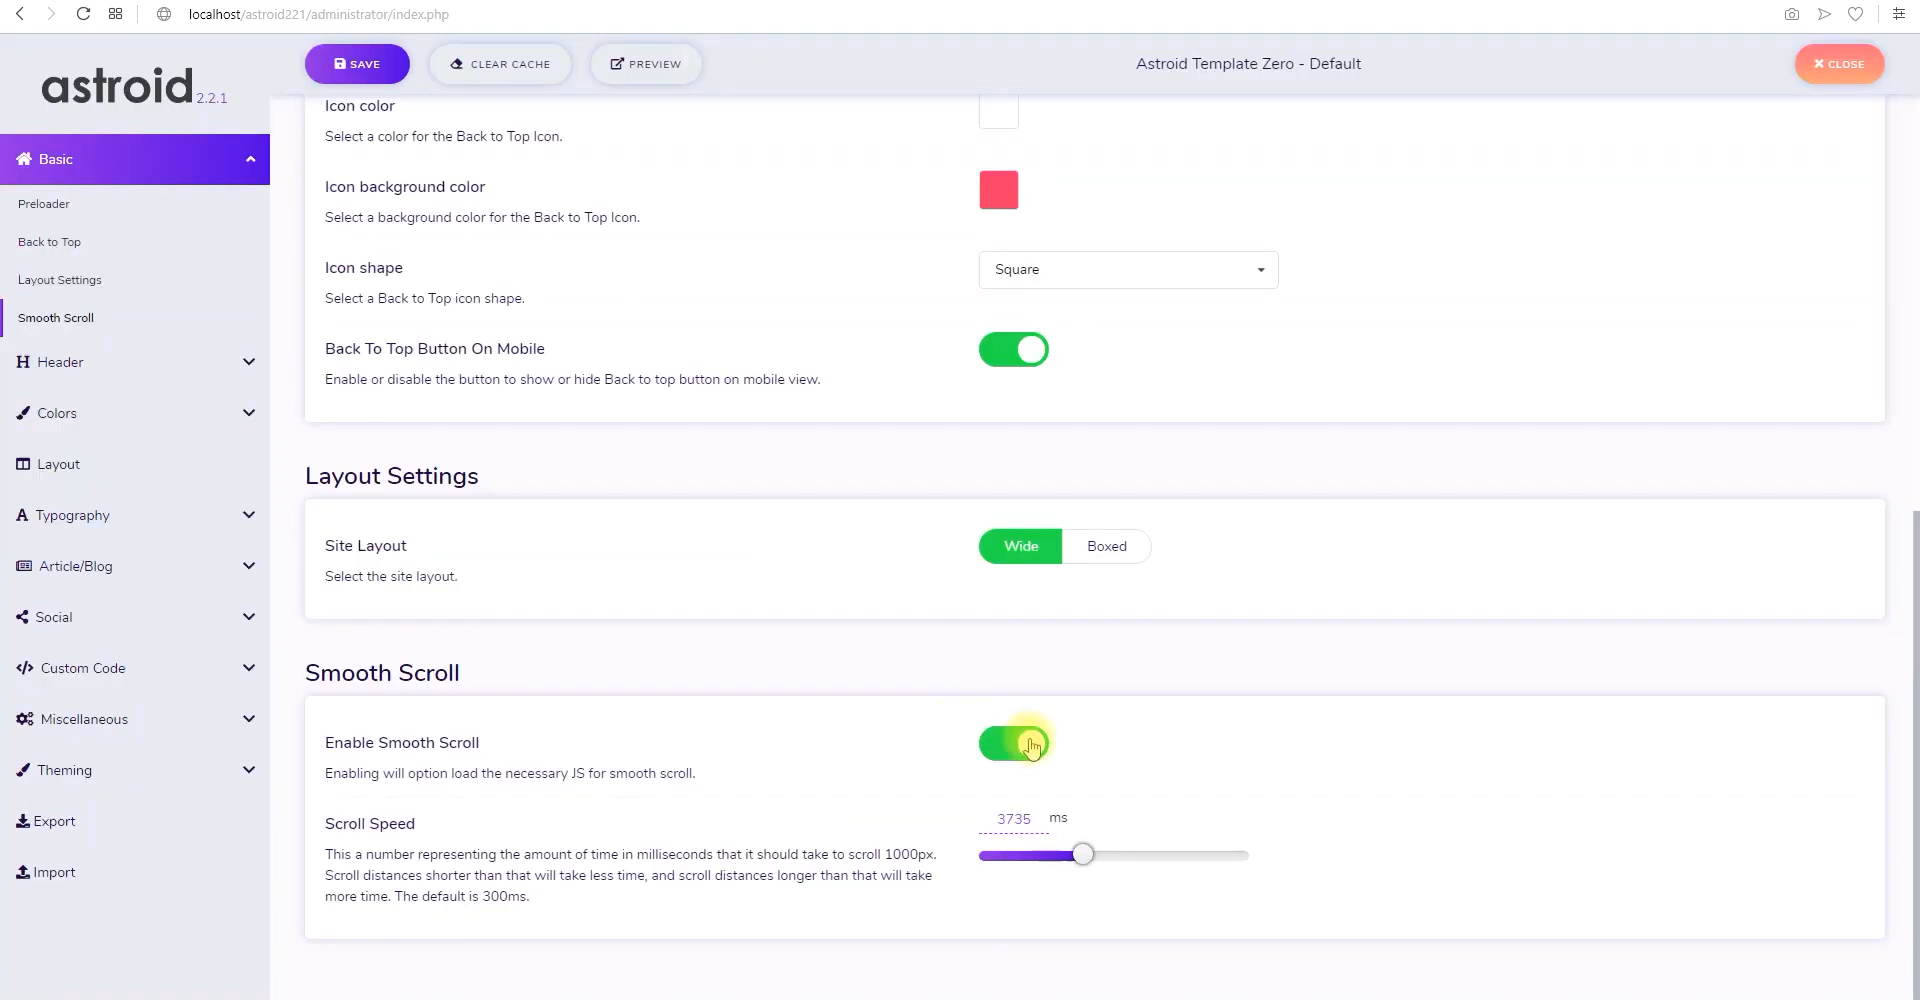 localhost/astroid221/administrator/index.php
astroid 2.2.1
SAVE
CLEAR CACHE
PREVIEW
Astroid Template Zero - Default
CLOSE
Basic
Preloader
Back to Top
Layout Settings
Smooth Scroll
Header
Colors
Layout
Typography
Article/Blog
Social
Custom Code
Miscellaneous
Theming
Export
Import
Icon color
Select a color for the Back to Top Icon.
Icon background color
Select a background color for the Back to Top Icon.
Icon shape
Square
Select a Back to Top icon shape.
Back To Top Button On Mobile
Enable or disable the button to show or hide Back to top button on mobile view.
Layout Settings
Site Layout
Wide
Boxed
Select the site layout.
Smooth Scroll
Enable Smooth Scroll
Enabling will option load the necessary JS for smooth scroll.
Scroll Speed
3735 ms
This a number representing the amount of time in milliseconds that it should take to scroll 1000px.
Scroll distances shorter than that will take less time, and scroll distances longer than that will take
more time. The default is 300ms.